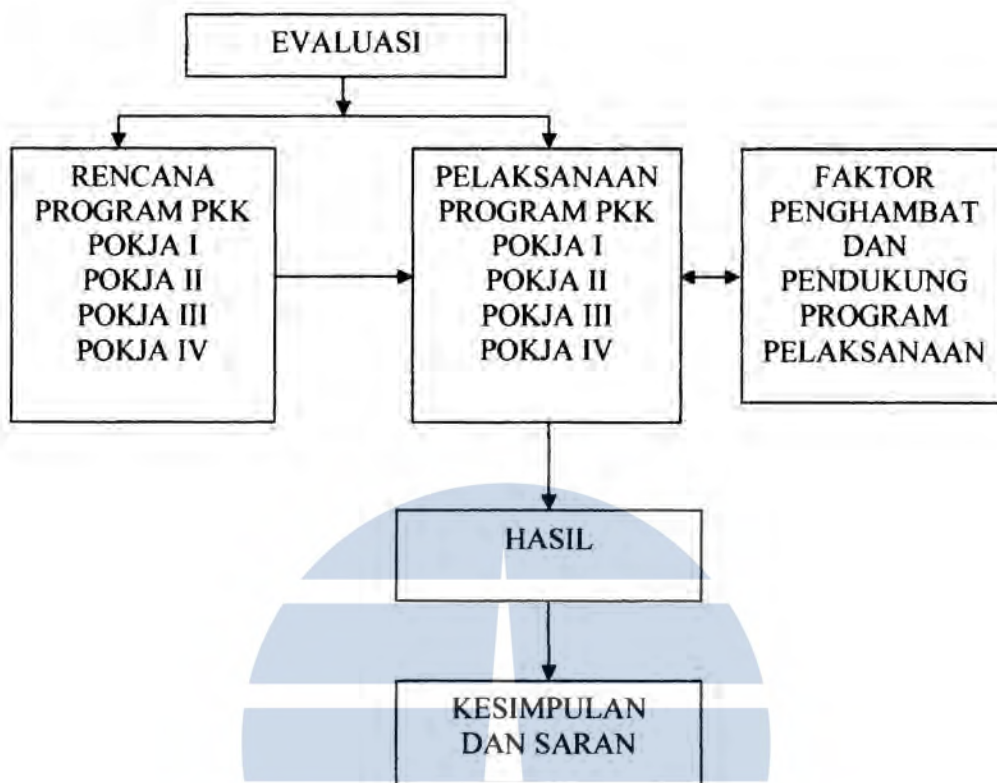 EVALUASI
RENCANA
PROGRAM PKK
POKJA I
POKJA II
POKJA III
POKJA IV
PELAKSANAAN
PROGRAM PKK
POKJA I
POKJA II
POKJA III
POKJA IV
FAKTOR
PENGHAMBAT
DAN
PENDUKUNG
PROGRAM
PELAKSANAAN
HASIL
KESIMPULAN
DAN SARAN